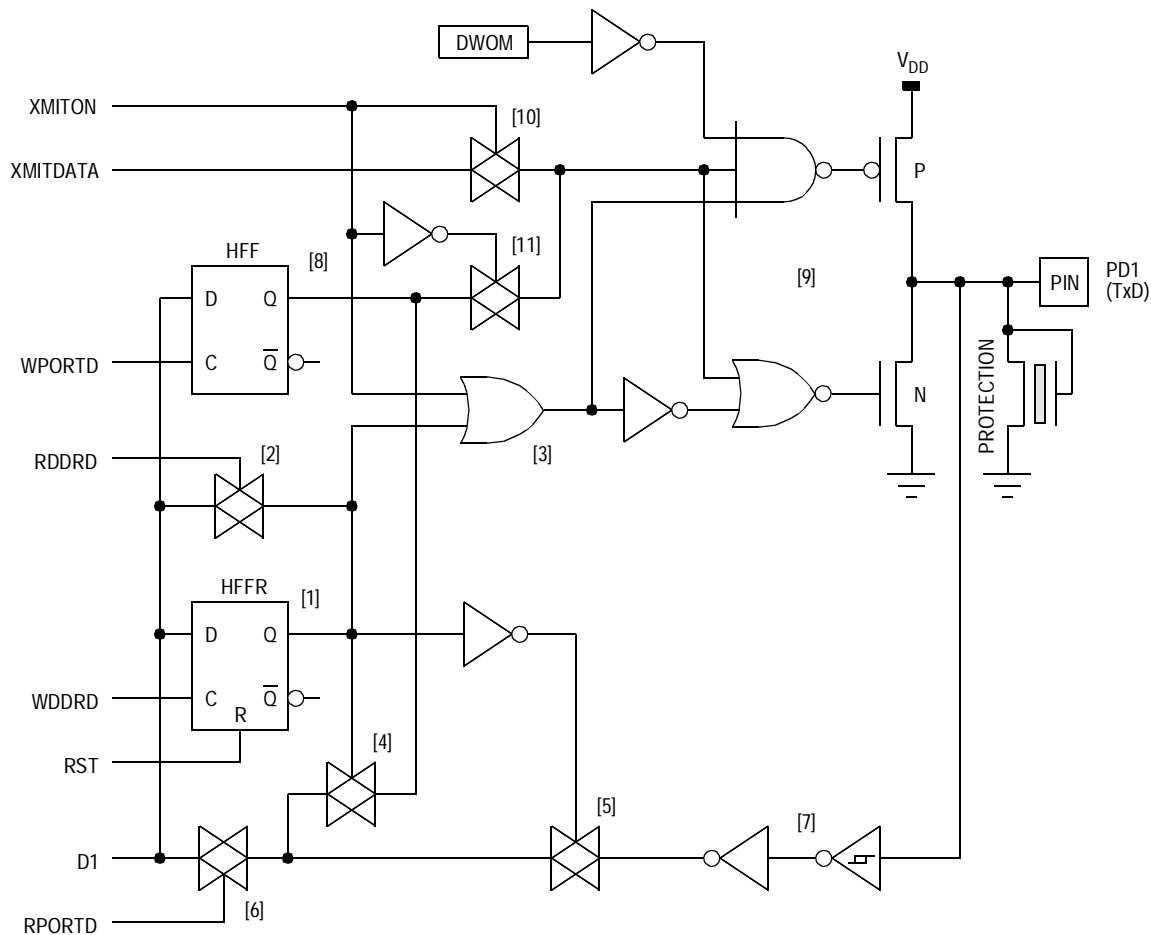 DWOM
V_DD
XMITON
[10]
XMITDATA
P
[11]
HFF
[8]
[9]
PIN
PD1
(TxD)
D
Q
WPORTD
C
Q̅
PROTECTION
N
[3]
RDDRD
[2]
HFFR
[1]
D
Q
WDDRD
C
Q̅
R
RST
[4]
[5]
[7]
D1
[6]
RPORTD